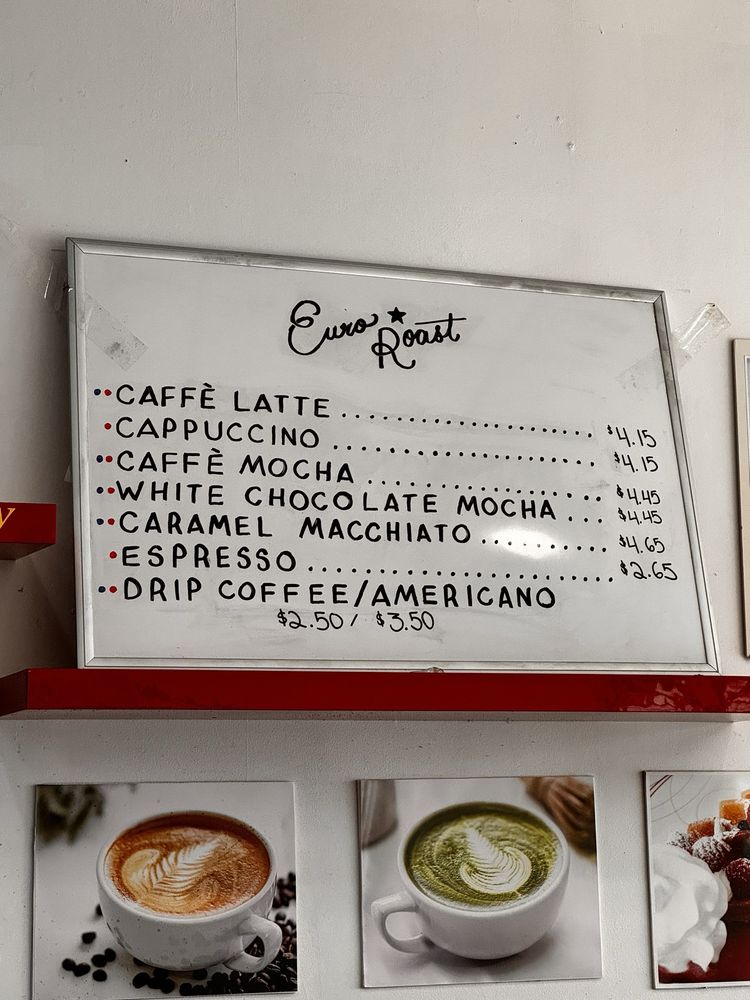 Euro ★ Roast
CAFFÈ LATTE ........................ $4.15
CAPPUCCINO ........................ $4.15
CAFFÈ MOCHA .................... $4.45
WHITE CHOCOLATE MOCHA ... $4.45
CARAMEL MACCHIATO .......... $4.65
ESPRESSO ............................ $2.65
DRIP COFFEE/AMERICANO
$2.50 / $3.50
y